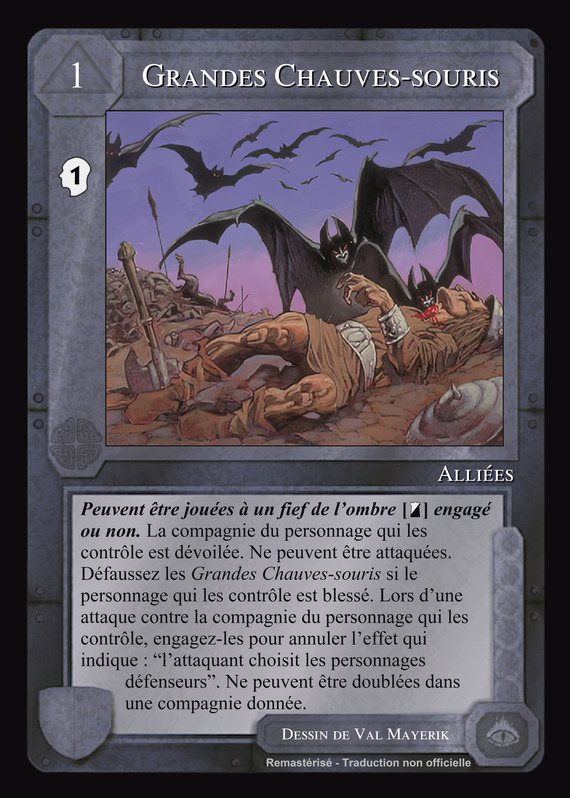 1
GRANDES CHAUVES-SOURIS
1
ALLIÉES
Peuvent être jouées à un fief de l'ombre [ ] engagé
ou non. La compagnie du personnage qui les
contrôle est dévoilée. Ne peuvent être attaquées.
Défaussez les Grandes Chauves-souris si le
personnage qui les contrôle est blessé. Lors d'une
attaque contre la compagnie du personnage qui les
contrôle, engagez-les pour annuler l'effet qui
indique : “l'attaquant choisit les personnages
défenseurs”. Ne peuvent être doublées dans
une compagnie donnée.
DESSIN DE VAL MAYERIK
Remastérisé - Traduction non officielle